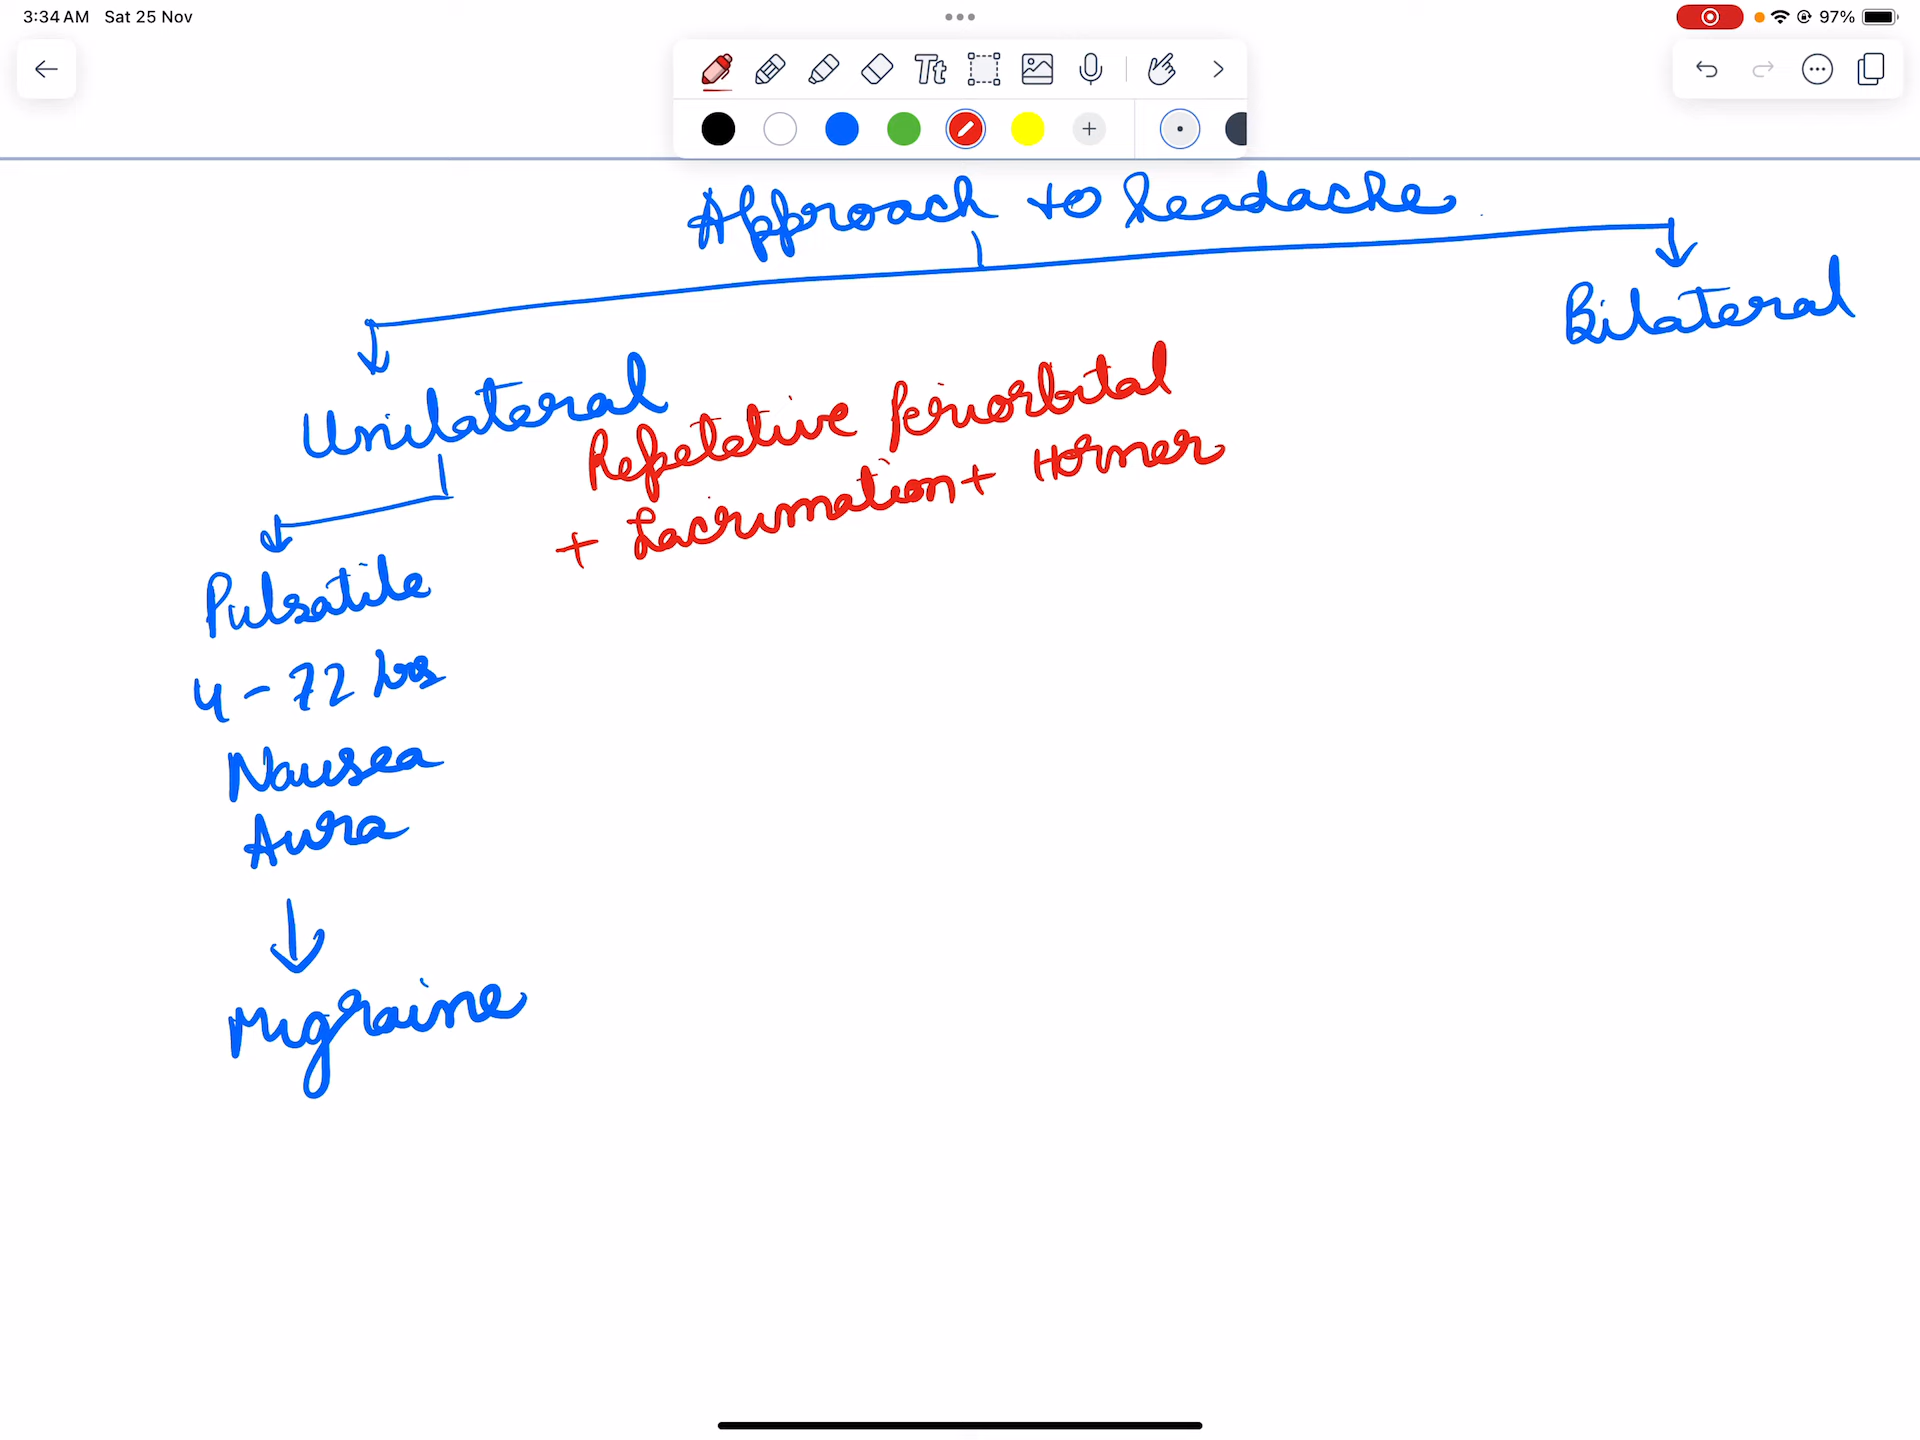 3:34 AM Sat 25 Nov
97%
Tt
Approach to headache
Bilateral
Unilateral
Repetetive Periorbital
+ Lacrimation + Horner
Pulsatile
4 - 72 hrs
Nausea
Aura
Migraine